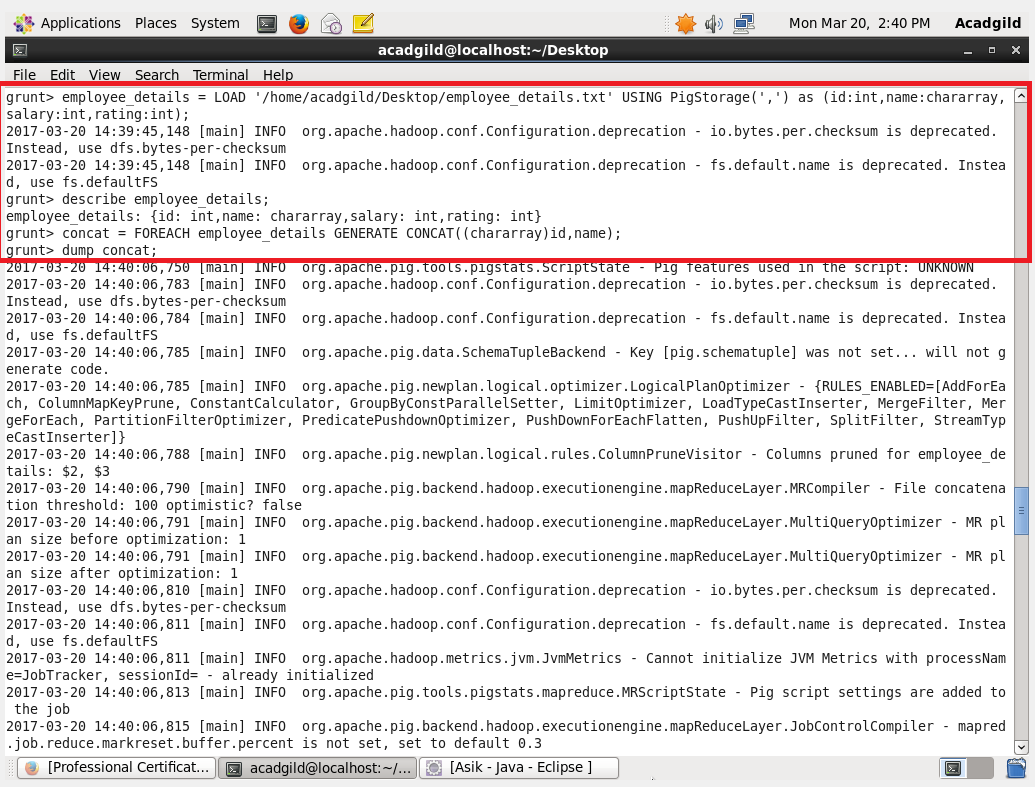 Applications Places System Mon Mar 20, 2:40 PM Acadgild
acadgild@localhost:~/Desktop
File Edit View Search Terminal Help
grunt> employee_details = LOAD '/home/acadgild/Desktop/employee_details.txt' USING PigStorage(',') as (id:int,name:chararray,
salary:int,rating:int);
2017-03-20 14:39:45,148 [main] INFO  org.apache.hadoop.conf.Configuration.deprecation - io.bytes.per.checksum is deprecated.
Instead, use dfs.bytes-per-checksum
2017-03-20 14:39:45,148 [main] INFO  org.apache.hadoop.conf.Configuration.deprecation - fs.default.name is deprecated. Instea
d, use fs.defaultFS
grunt> describe employee_details;
employee_details: {id: int,name: chararray,salary: int,rating: int}
grunt> concat = FOREACH employee_details GENERATE CONCAT((chararray)id,name);
grunt> dump concat;
2017-03-20 14:40:06,750 [main] INFO  org.apache.pig.tools.pigstats.ScriptState - Pig features used in the script: UNKNOWN
2017-03-20 14:40:06,783 [main] INFO  org.apache.hadoop.conf.Configuration.deprecation - io.bytes.per.checksum is deprecated.
Instead, use dfs.bytes-per-checksum
2017-03-20 14:40:06,784 [main] INFO  org.apache.hadoop.conf.Configuration.deprecation - fs.default.name is deprecated. Instea
d, use fs.defaultFS
2017-03-20 14:40:06,785 [main] INFO  org.apache.pig.data.SchemaTupleBackend - Key [pig.schematuple] was not set... will not g
enerate code.
2017-03-20 14:40:06,785 [main] INFO  org.apache.pig.newplan.logical.optimizer.LogicalPlanOptimizer - {RULES_ENABLED=[AddForEa
ch, ColumnMapKeyPrune, ConstantCalculator, GroupByConstParallelSetter, LimitOptimizer, LoadTypeCastInserter, MergeFilter, Mer
geForEach, PartitionFilterOptimizer, PredicatePushdownOptimizer, PushDownForEachFlatten, PushUpFilter, SplitFilter, StreamTyp
eCastInserter]}
2017-03-20 14:40:06,788 [main] INFO  org.apache.pig.newplan.logical.rules.ColumnPruneVisitor - Columns pruned for employee_de
tails: $2, $3
2017-03-20 14:40:06,790 [main] INFO  org.apache.pig.backend.hadoop.executionengine.mapReduceLayer.MRCompiler - File concatena
tion threshold: 100 optimistic? false
2017-03-20 14:40:06,791 [main] INFO  org.apache.pig.backend.hadoop.executionengine.mapReduceLayer.MultiQueryOptimizer - MR pl
an size before optimization: 1
2017-03-20 14:40:06,791 [main] INFO  org.apache.pig.backend.hadoop.executionengine.mapReduceLayer.MultiQueryOptimizer - MR pl
an size after optimization: 1
2017-03-20 14:40:06,810 [main] INFO  org.apache.hadoop.conf.Configuration.deprecation - io.bytes.per.checksum is deprecated.
Instead, use dfs.bytes-per-checksum
2017-03-20 14:40:06,811 [main] INFO  org.apache.hadoop.conf.Configuration.deprecation - fs.default.name is deprecated. Instea
d, use fs.defaultFS
2017-03-20 14:40:06,811 [main] INFO  org.apache.hadoop.metrics.jvm.JvmMetrics - Cannot initialize JVM Metrics with processNam
e=JobTracker, sessionId= - already initialized
2017-03-20 14:40:06,813 [main] INFO  org.apache.pig.tools.pigstats.mapreduce.MRScriptState - Pig script settings are added to
 the job
2017-03-20 14:40:06,815 [main] INFO  org.apache.pig.backend.hadoop.executionengine.mapReduceLayer.JobControlCompiler - mapred
.job.reduce.markreset.buffer.percent is not set, set to default 0.3
[Professional Certificat... acadgild@localhost:~/... [Asik - Java - Eclipse ]